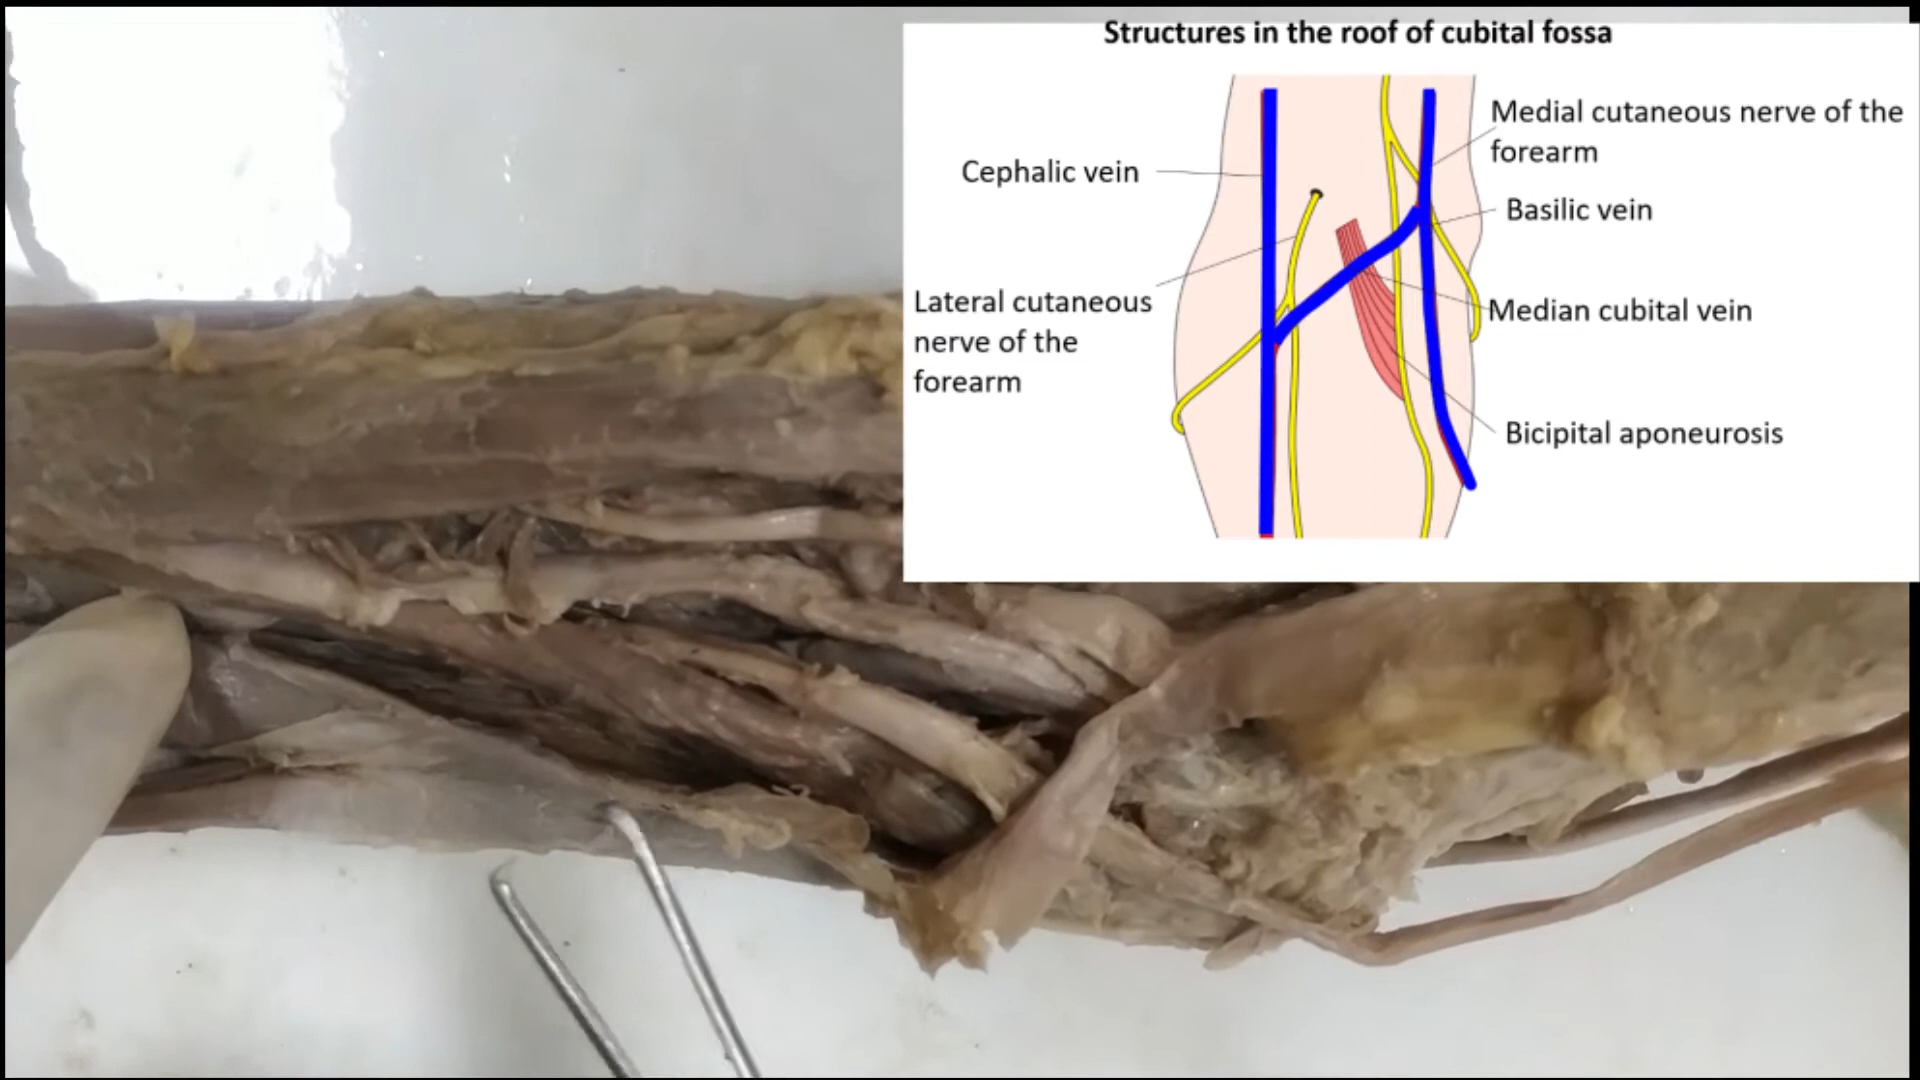 Structures in the roof of cubital fossa
Medial cutaneous nerve of the
forearm
Cephalic vein
Basilic vein
Lateral cutaneous
nerve of the
forearm
Median cubital vein
Bicipital aponeurosis